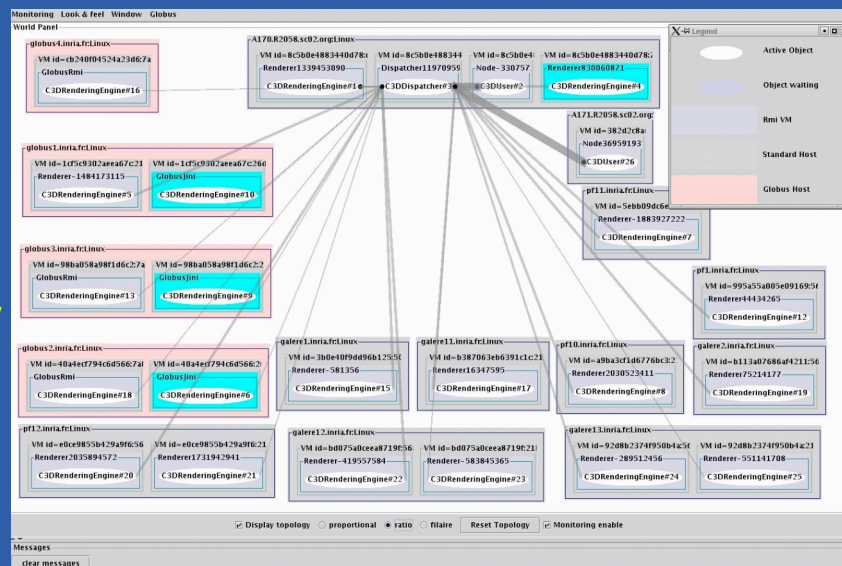 Monitoring Look & feel Window Globus
World Panel
globus4.inria.fr:Linux
VM id=cb240f04524a23d6:7a
GlobusRmi
C3DRenderingEngine#16
A170.R2058.sc02.org:Linux
VM id=8c5b0e4883440d78:
Renderer1339453090
C3DRenderingEngine#1
VM id=8c5b0e488344
Dispatcher11970959
C3DDispatcher#3
VM id=8c5b0e4
Node-330757
C3DUser#2
VM id=8c5b0e4883440d78:
Renderer830060871
C3DRenderingEngine#4
Legend
Active Object
Object waiting
Rmi VM
Standard Host
Globus Host
A171.R2058.sc02.org:
VM id=382d2c8a
Node36959193
C3DUser#26
globus1.inria.fr:Linux
VM id=1cf5c9302aeea67c:21
Renderer-1484173115
C3DRenderingEngine#5
VM id=1cf5c9302aeea67c:26d
GlobusJini
C3DRenderingEngine#10
pf11.inria.fr:Linux
VM id=5ebb09dc6e
Renderer-1883927222
C3DRenderingEngine#7
globus3.inria.fr:Linux
VM id=98ba058a98f1d6c2:7a
GlobusRmi
C3DRenderingEngine#13
VM id=98ba058a98f1d6c2:2
GlobusJini
C3DRenderingEngine#9
pf1.inria.fr:Linux
VM id=995a55a005e09169:56
Renderer44434265
C3DRenderingEngine#12
globus2.inria.fr:Linux
VM id=40a4ecf794c6d566:7a
GlobusRmi
C3DRenderingEngine#18
VM id=40a4ecf794c6d566:2
GlobusJini
C3DRenderingEngine#6
galere1.inria.fr:Linux
VM id=3b0e40f9dd96b125:50
Renderer-581356
C3DRenderingEngine#15
galere11.inria.fr:Linux
VM id=b387063eb6391c1c:21
Renderer16347595
C3DRenderingEngine#17
pf10.inria.fr:Linux
VM id=a9ba3cf1d6776bc3:2
Renderer2030523411
C3DRenderingEngine#8
galere2.inria.fr:Linux
VM id=b113a07686af4211:56
Renderer75214177
C3DRenderingEngine#19
pf12.inria.fr:Linux
VM id=e0ce9855b429a9f6:56
Renderer2035894572
C3DRenderingEngine#20
VM id=e0ce9855b429a9f6:21
Renderer1731942941
C3DRenderingEngine#21
galere12.inria.fr:Linux
VM id=bd075a0ceea8719f:56
Renderer-419557584
C3DRenderingEngine#22
VM id=bd075a0ceea8719f:21
Renderer-583845365
C3DRenderingEngine#23
galere13.inria.fr:Linux
VM id=92d8b2374f950b4a:5
Renderer-289512456
C3DRenderingEngine#24
VM id=92d8b2374f950b4a:21
Renderer-551141708
C3DRenderingEngine#25
Display topology proportional ratio filaire Reset Topology Monitoring enable
Messages
clear messages